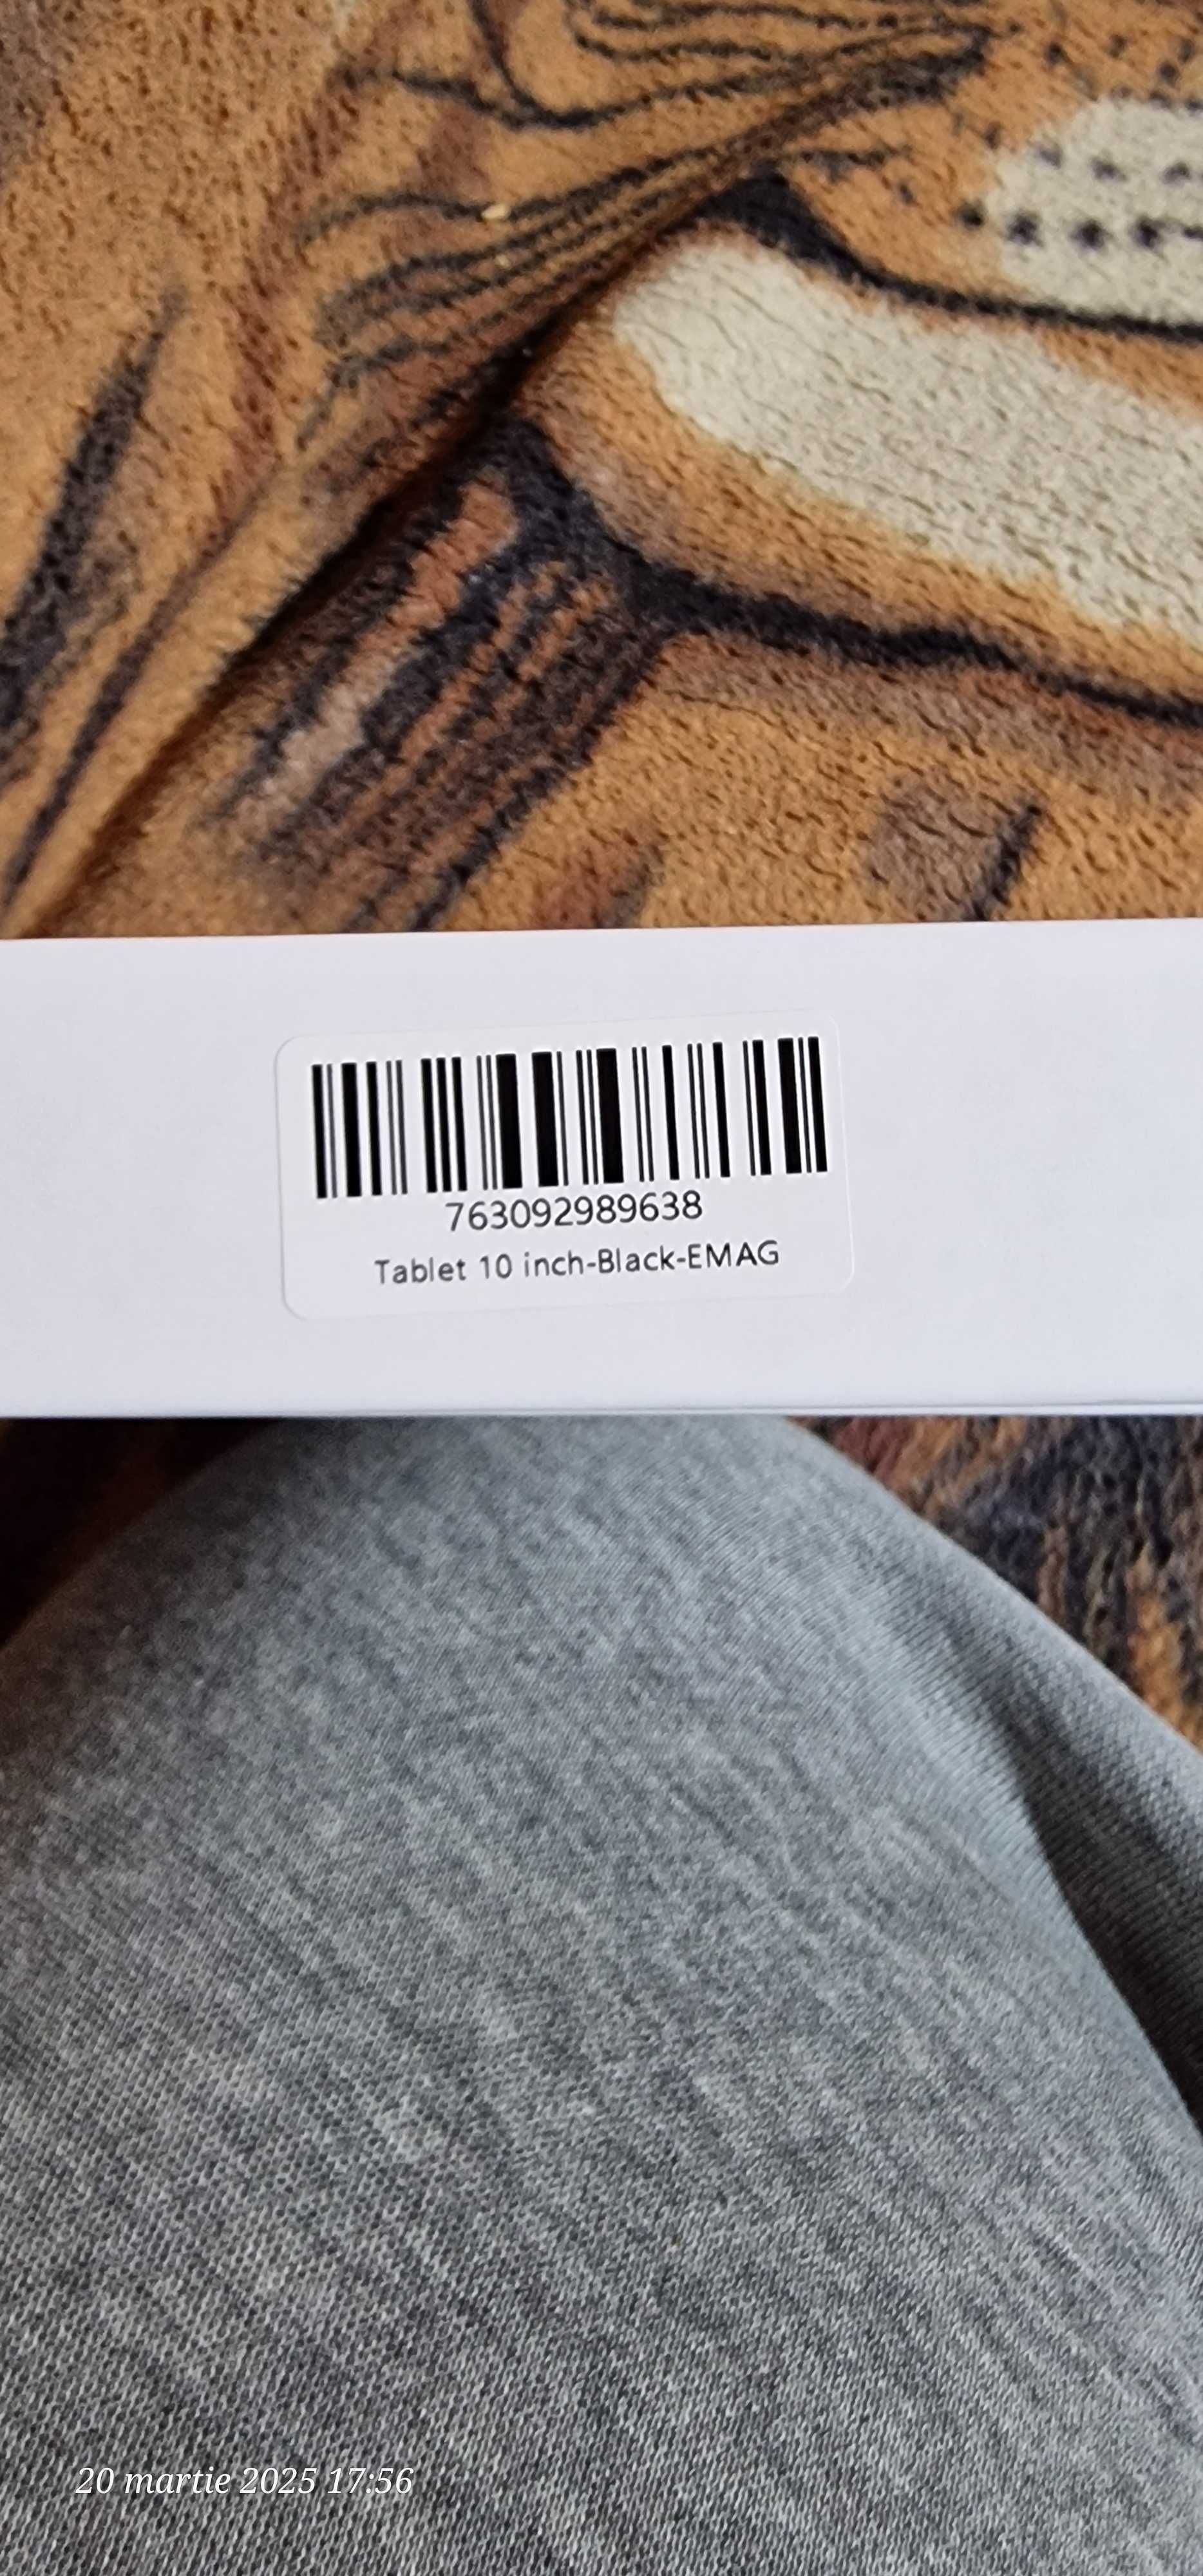 763092989638
Tablet 10 inch-Black-EMAG
20 martie 2025 17:56